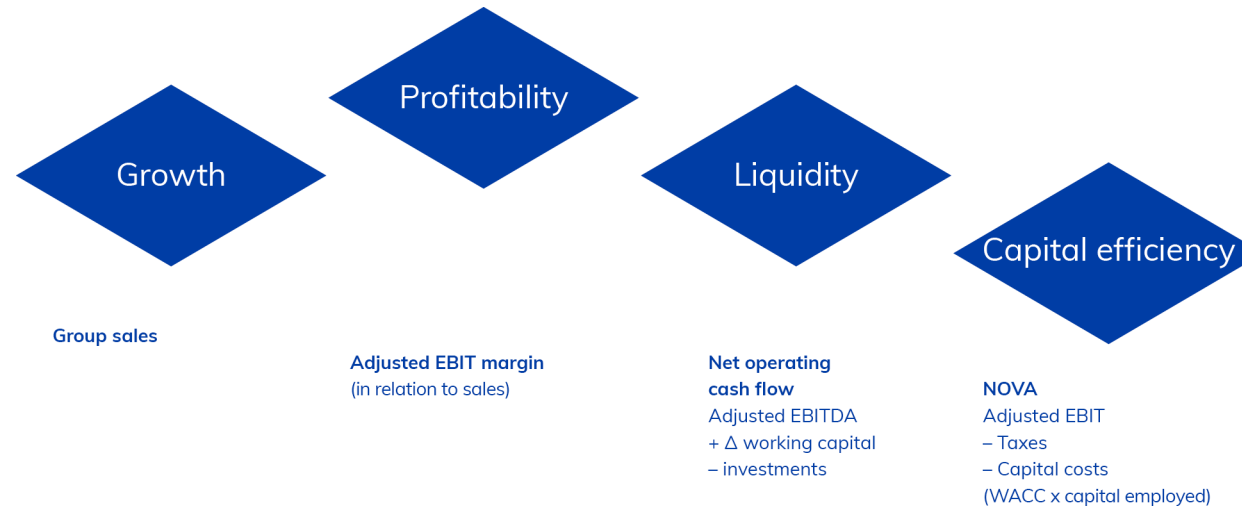 Growth
Profitability
Liquidity
Capital efficiency
Group sales
Adjusted EBIT margin
(in relation to sales)
Net operating
cash flow
Adjusted EBITDA
+ Δ working capital
– investments
NOVA
Adjusted EBIT
– Taxes
– Capital costs
(WACC x capital employed)